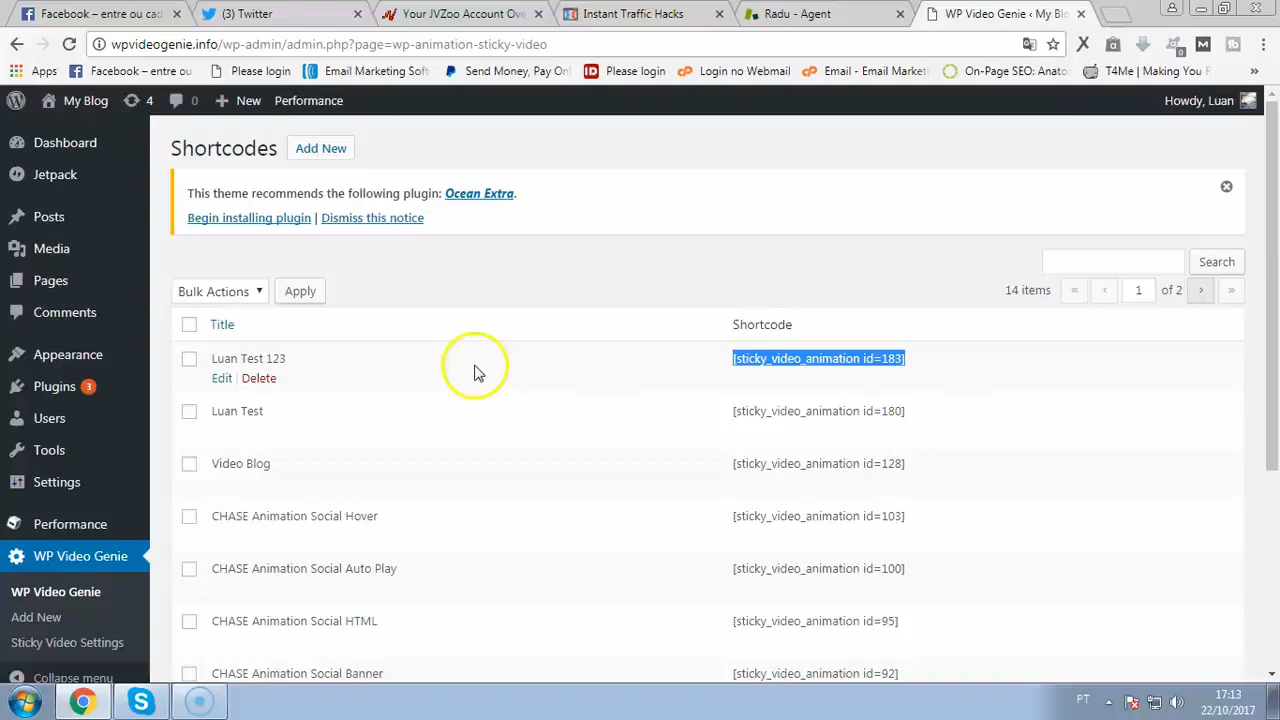 Facebook – entre ou cad
(3) Twitter
Your JVZoo Account Ove
Instant Traffic Hacks
Radu - Agent
WP Video Genie ‹ My Blo
wpvideogenie.info/wp-admin/admin.php?page=wp-animation-sticky-video
Apps
Facebook – entre ou
Please login
Email Marketing Soft
Send Money, Pay Onl
Please login
Login no Webmail
Email - Email Market
On-Page SEO: Anato
T4Me | Making You R
My Blog
4
0
New
Performance
Howdy, Luan
Dashboard
Jetpack
Posts
Media
Pages
Comments
Appearance
Plugins 3
Users
Tools
Settings
Performance
WP Video Genie
WP Video Genie
Add New
Sticky Video Settings
Collapse menu
Shortcodes
Add New
This theme recommends the following plugin: Ocean Extra.
Begin installing plugin | Dismiss this notice
Search
Bulk Actions
Apply
14 items « ‹ 1 of 2 › »
Title Shortcode
Luan Test 123 [sticky_video_animation id=183]
Edit | Delete
Luan Test [sticky_video_animation id=180]
Video Blog [sticky_video_animation id=128]
CHASE Animation Social Hover [sticky_video_animation id=103]
CHASE Animation Social Auto Play [sticky_video_animation id=100]
CHASE Animation Social HTML [sticky_video_animation id=95]
CHASE Animation Social Banner [sticky_video_animation id=92]
PT
17:13
22/10/2017